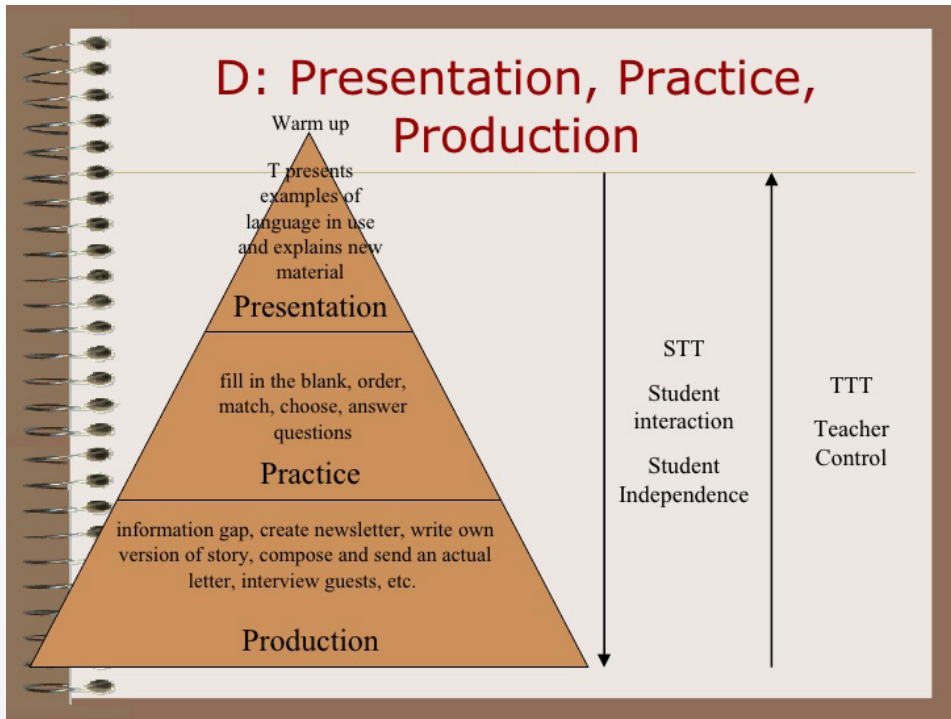 D: Presentation, Practice,
Production
Warm up
T presents
examples of
language in use
and explains new
material
Presentation
fill in the blank, order,
match, choose, answer
questions
Practice
information gap, create newsletter, write own
version of story, compose and send an actual
letter, interview guests, etc.
Production
STT
Student
interaction
Student
Independence
TTT
Teacher
Control